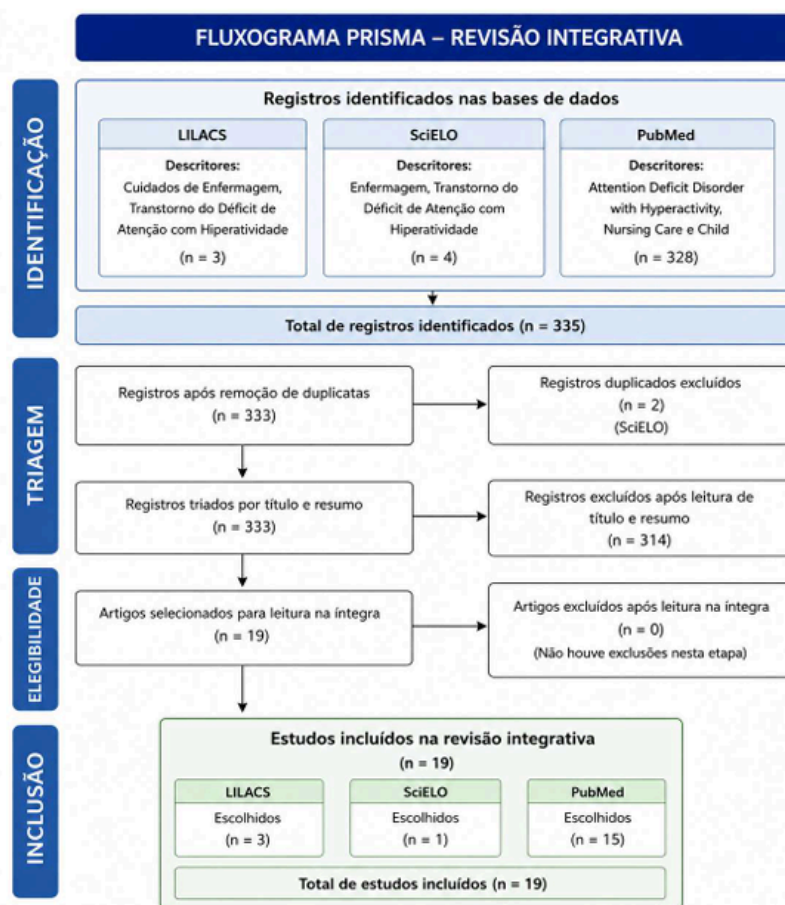 FLUXOGRAMA PRISMA – REVISÃO INTEGRATIVA
IDENTIFICAÇÃO
Registros identificados nas bases de dados
LILACS
Descritores:
Cuidados de Enfermagem,
Transtorno do Déficit de
Atenção com Hiperatividade
(n = 3)
SciELO
Descritores:
Enfermagem, Transtorno do
Déficit de Atenção com
Hiperatividade
(n = 4)
PubMed
Descritores:
Attention Deficit Disorder
with Hyperactivity,
Nursing Care e Child
(n = 328)
Total de registros identificados (n = 335)
TRIAGEM
Registros após remoção de duplicatas
(n = 333)
Registros duplicados excluídos
(n = 2)
(SciELO)
Registros triados por título e resumo
(n = 333)
Registros excluídos após leitura de
título e resumo
(n = 314)
ELEGIBILIDADE
Artigos selecionados para leitura na íntegra
(n = 19)
Artigos excluídos após leitura na íntegra
(n = 0)
(Não houve exclusões nesta etapa)
INCLUSÃO
Estudos incluídos na revisão integrativa
(n = 19)
LILACS
Escolhidos
(n = 3)
SciELO
Escolhidos
(n = 1)
PubMed
Escolhidos
(n = 15)
Total de estudos incluídos (n = 19)